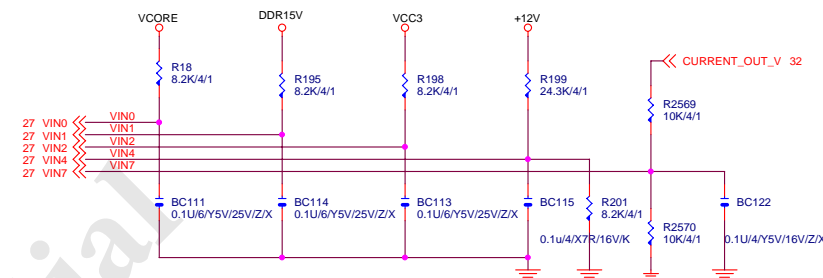 VCORE
DDR15V
VCC3
+12V
R18
8.2K/4/1
R195
8.2K/4/1
R198
8.2K/4/1
R199
24.3K/4/1
CURRENT_OUT_V 32
R2569
10K/4/1
27 VIN0 VIN0
27 VIN1 VIN1
27 VIN2 VIN2
27 VIN4 VIN4
27 VIN7 VIN7
BC111
0.1U/6/Y5V/25V/Z/X
BC114
0.1U/6/Y5V/25V/Z/X
BC113
0.1U/6/Y5V/25V/Z/X
BC115
0.1u/4/X7R/16V/K
R201
8.2K/4/1
R2570
10K/4/1
BC122
0.1U/4/Y5V/16V/Z/X